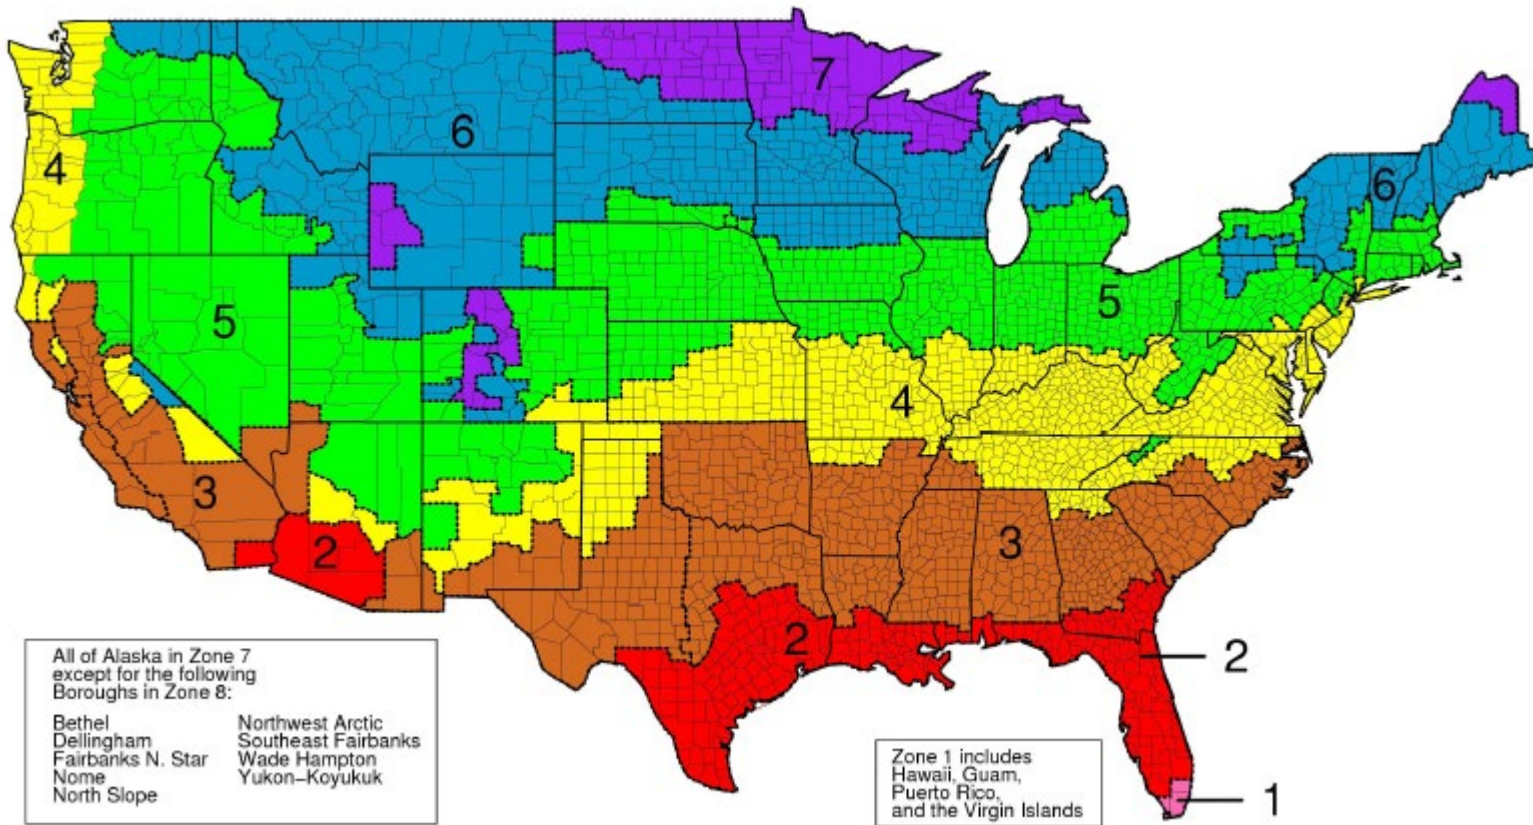 7
6
6
4
5
5
4
3
3
2
2
2
1
All of Alaska in Zone 7
except for the following
Boroughs in Zone 8:
Bethel
Dellingham
Fairbanks N. Star
Nome
North Slope
Northwest Arctic
Southeast Fairbanks
Wade Hampton
Yukon-Koyukuk
Zone 1 includes
Hawaii, Guam,
Puerto Rico,
and the Virgin Islands